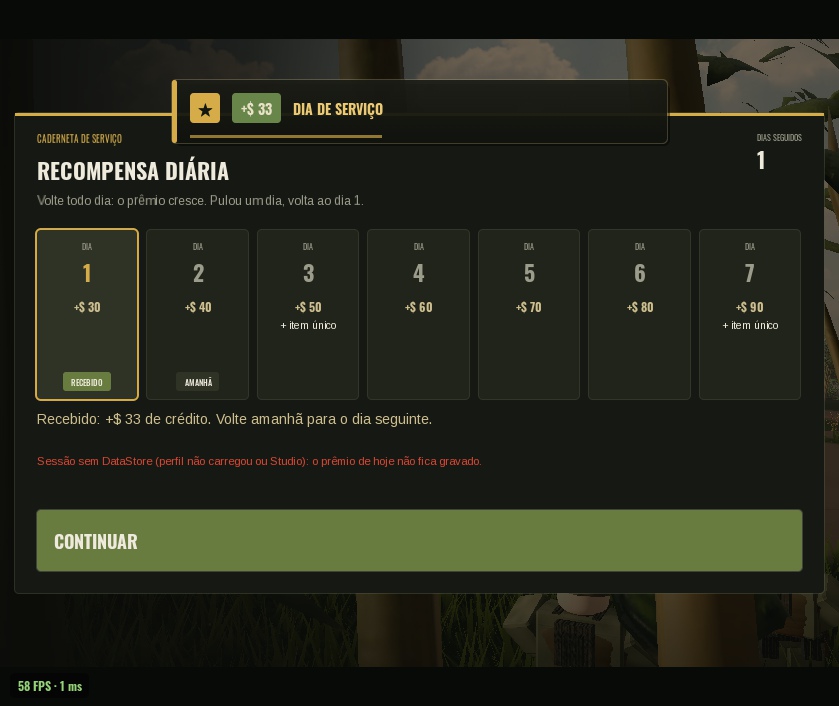 ★ +$ 33 DIA DE SERVIÇO
CADERNETA DE SERVIÇO
DIAS SEGUIDOS
1
RECOMPENSA DIÁRIA
Volte todo dia: o prêmio cresce. Pulou um dia, volta ao dia 1.
DIA DIA DIA DIA DIA DIA DIA
1 2 3 4 5 6 7
+$ 30 +$ 40 +$ 50 +$ 60 +$ 70 +$ 80 +$ 90
+ item único + item único
RECEBIDO AMANHÃ
Recebido: +$ 33 de crédito. Volte amanhã para o dia seguinte.
Sessão sem DataStore (perfil não carregou ou Studio): o prêmio de hoje não fica gravado.
CONTINUAR
58 FPS · 1 ms